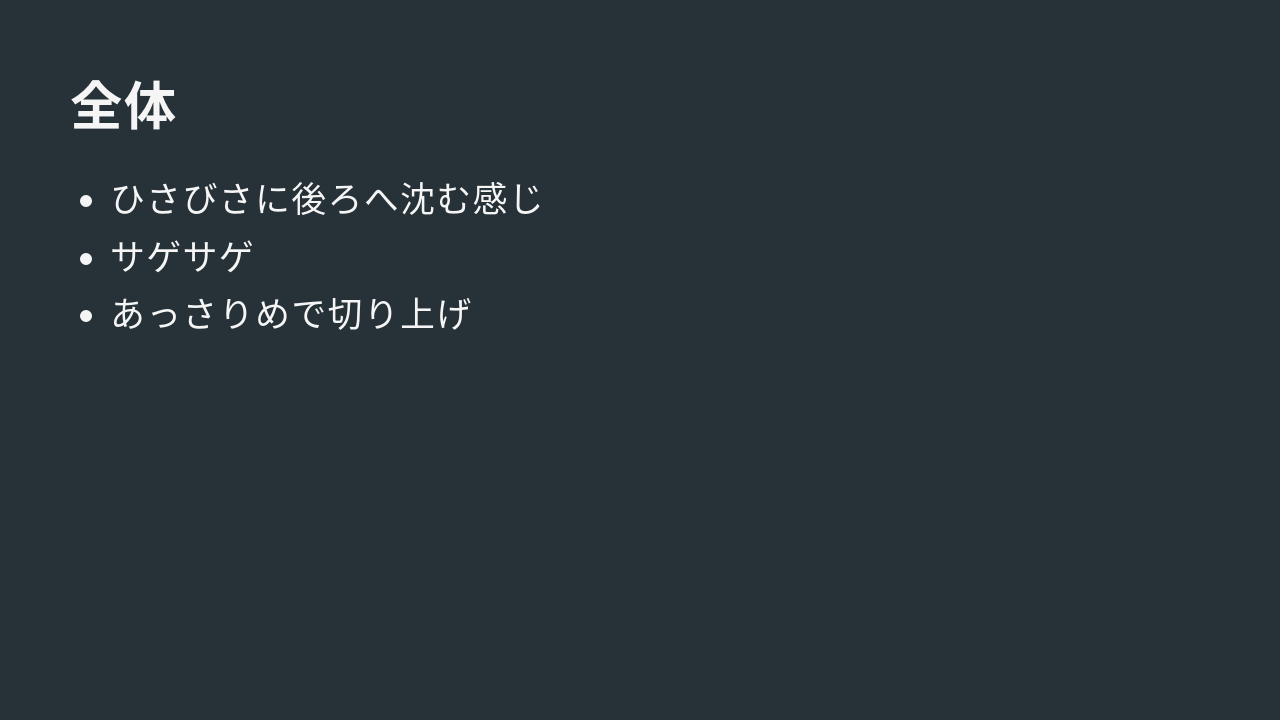 全体
ひさびさに後ろへ沈む感じ
サゲサゲ
あっさりめで切り上げ